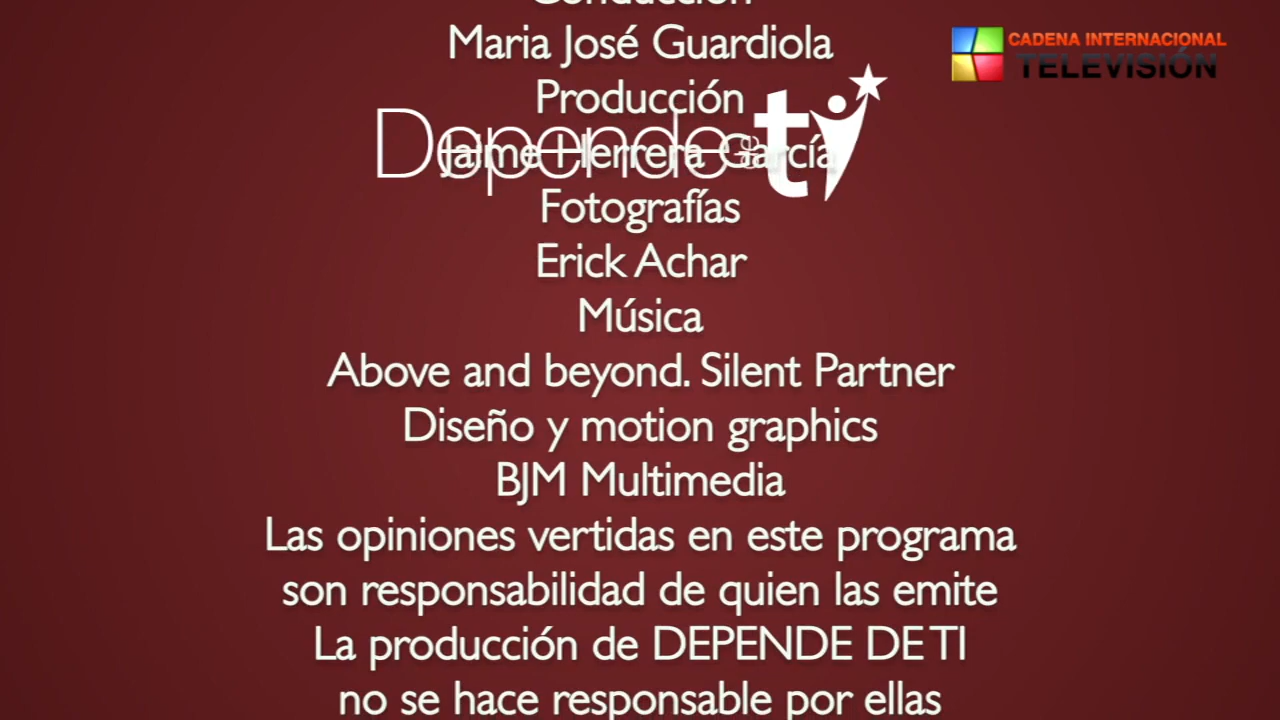 Conducción
Maria José Guardiola
CADENA INTERNACIONAL
TELEVISIÓN
Producción
Depende de ti
Jaime Herrera García
Fotografías
Erick Achar
Música
Above and beyond. Silent Partner
Diseño y motion graphics
BJM Multimedia
Las opiniones vertidas en este programa
son responsabilidad de quien las emite
La producción de DEPENDE DE TI
no se hace responsable por ellas